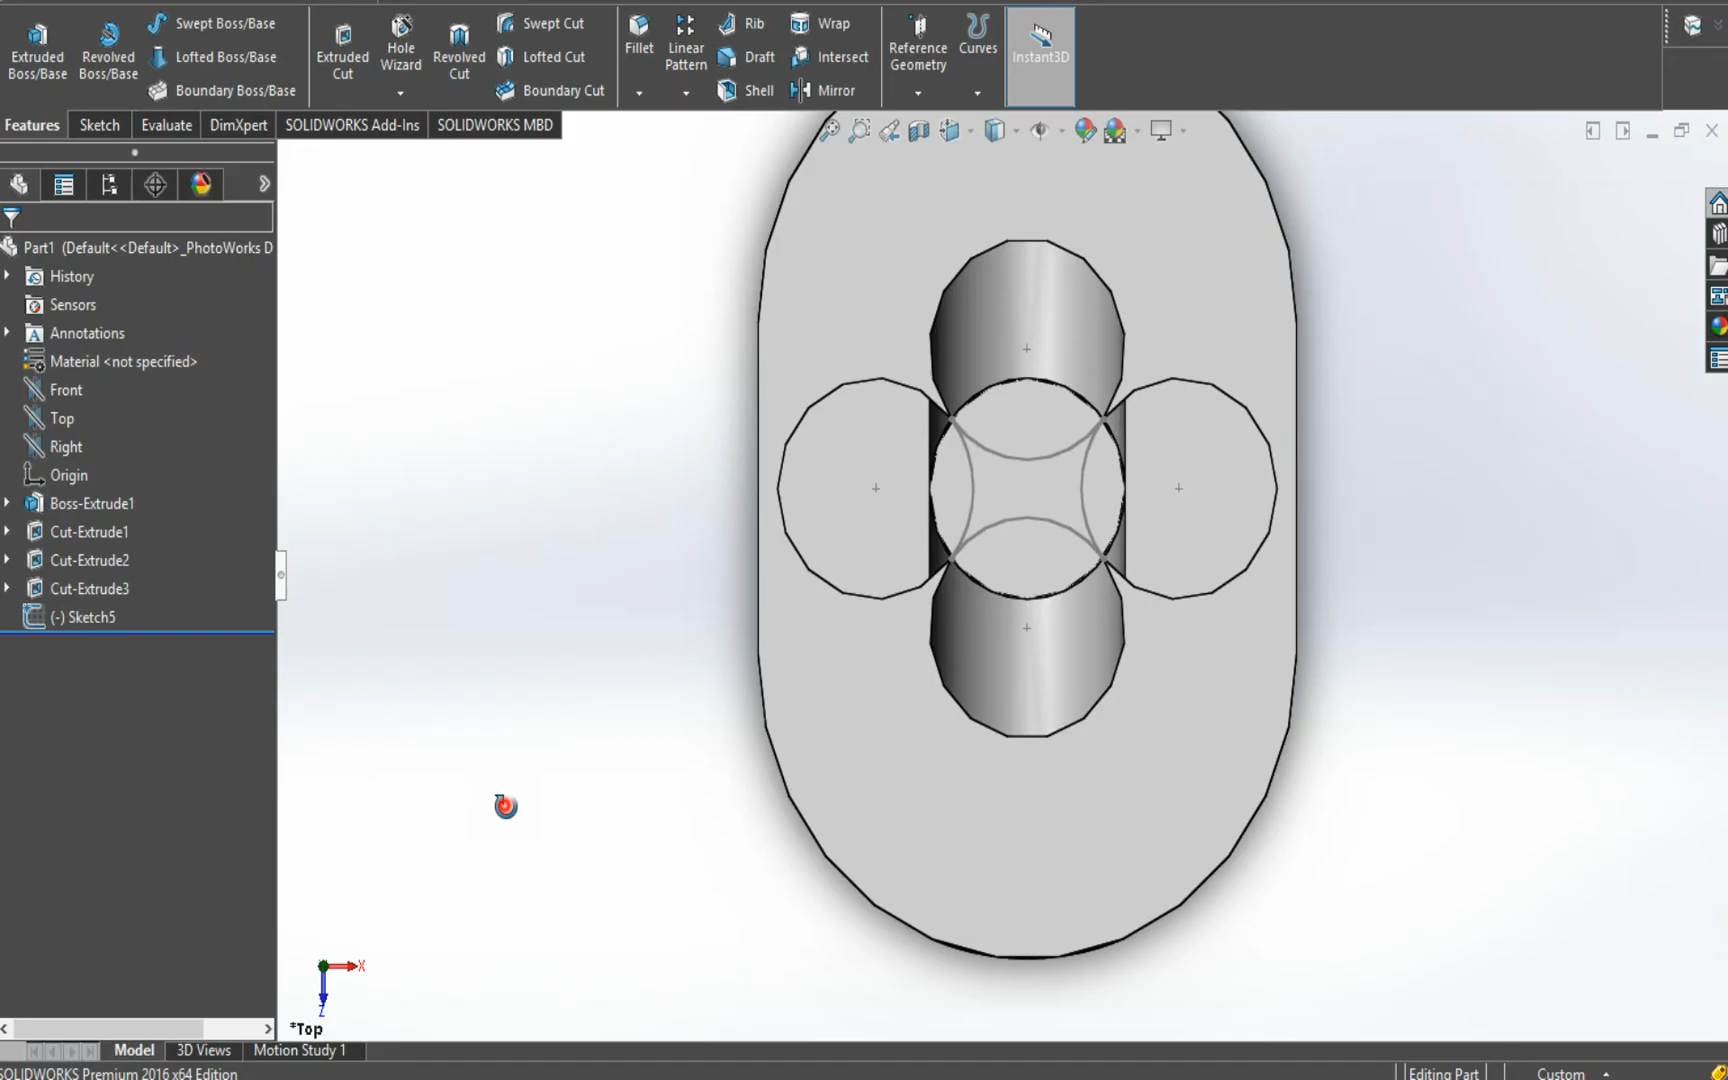 Extruded Boss/Base
Revolved Boss/Base
Swept Boss/Base
Lofted Boss/Base
Boundary Boss/Base
Extruded Cut
Hole Wizard
Revolved Cut
Swept Cut
Lofted Cut
Boundary Cut
Fillet
Linear Pattern
Rib
Draft
Shell
Wrap
Intersect
Mirror
Reference Geometry
Curves
Instant3D
Features
Sketch
Evaluate
DimXpert
SOLIDWORKS Add-Ins
SOLIDWORKS MBD
Part1 (Default<<Default>_PhotoWorks D
History
Sensors
A Annotations
Material <not specified>
Front
Top
Right
Origin
Boss-Extrude1
Cut-Extrude1
Cut-Extrude2
Cut-Extrude3
(-) Sketch5
X
Z
*Top
Model
3D Views
Motion Study 1
SOLIDWORKS Premium 2016 x64 Edition
Editing Part
Custom